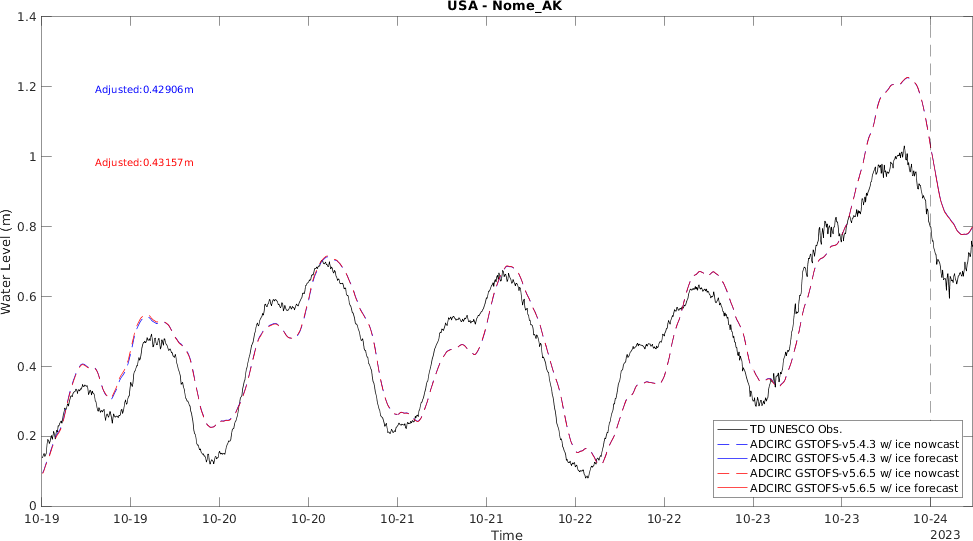 USA - Nome_AK
1.4
1.2
1
0.8
0.6
0.4
0.2
0
Water Level (m)
Adjusted:0.42906m
Adjusted:0.43157m
TD UNESCO Obs.
ADCIRC GSTOFS-v5.4.3 w/ ice nowcast
ADCIRC GSTOFS-v5.4.3 w/ ice forecast
ADCIRC GSTOFS-v5.6.5 w/ ice nowcast
ADCIRC GSTOFS-v5.6.5 w/ ice forecast
10-19 10-19 10-20 10-20 10-21 10-21 10-22 10-22 10-23 10-23 10-24
2023
Time